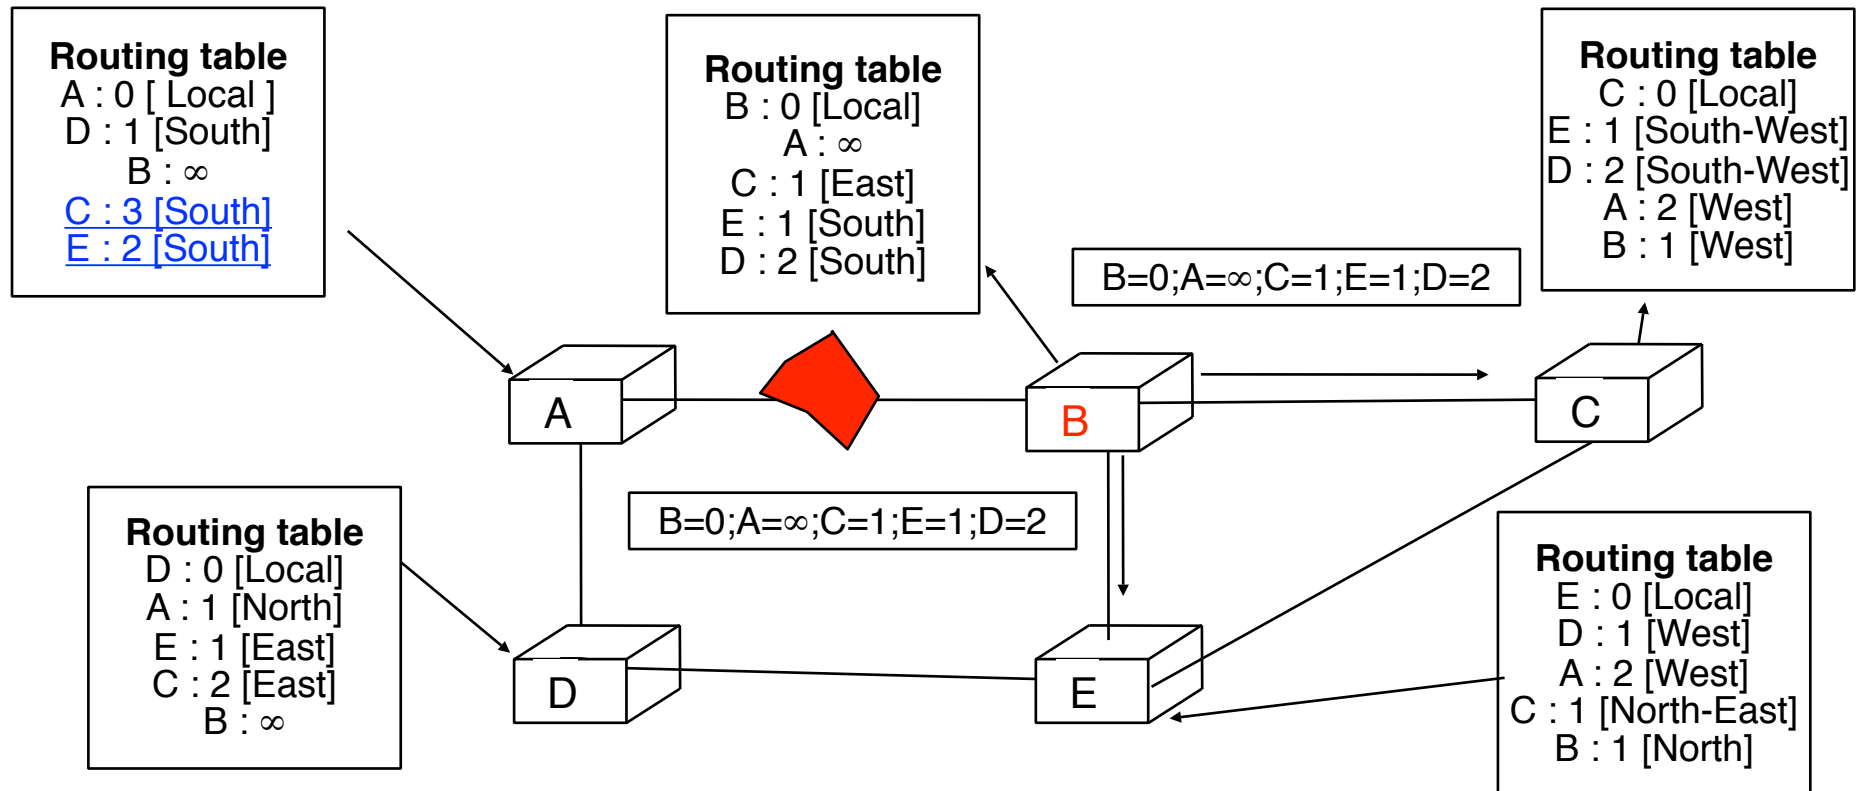 Routing table
A : 0 [ Local ]
D : 1 [South]
B : ∞
C : 3 [South]
E : 2 [South]
Routing table
B : 0 [Local]
A : ∞
C : 1 [East]
E : 1 [South]
D : 2 [South]
Routing table
C : 0 [Local]
E : 1 [South-West]
D : 2 [South-West]
A : 2 [West]
B : 1 [West]
B=0;A=∞;C=1;E=1;D=2
A
B
C
B=0;A=∞;C=1;E=1;D=2
Routing table
D : 0 [Local]
A : 1 [North]
E : 1 [East]
C : 2 [East]
B : ∞
D
E
Routing table
E : 0 [Local]
D : 1 [West]
A : 2 [West]
C : 1 [North-East]
B : 1 [North]